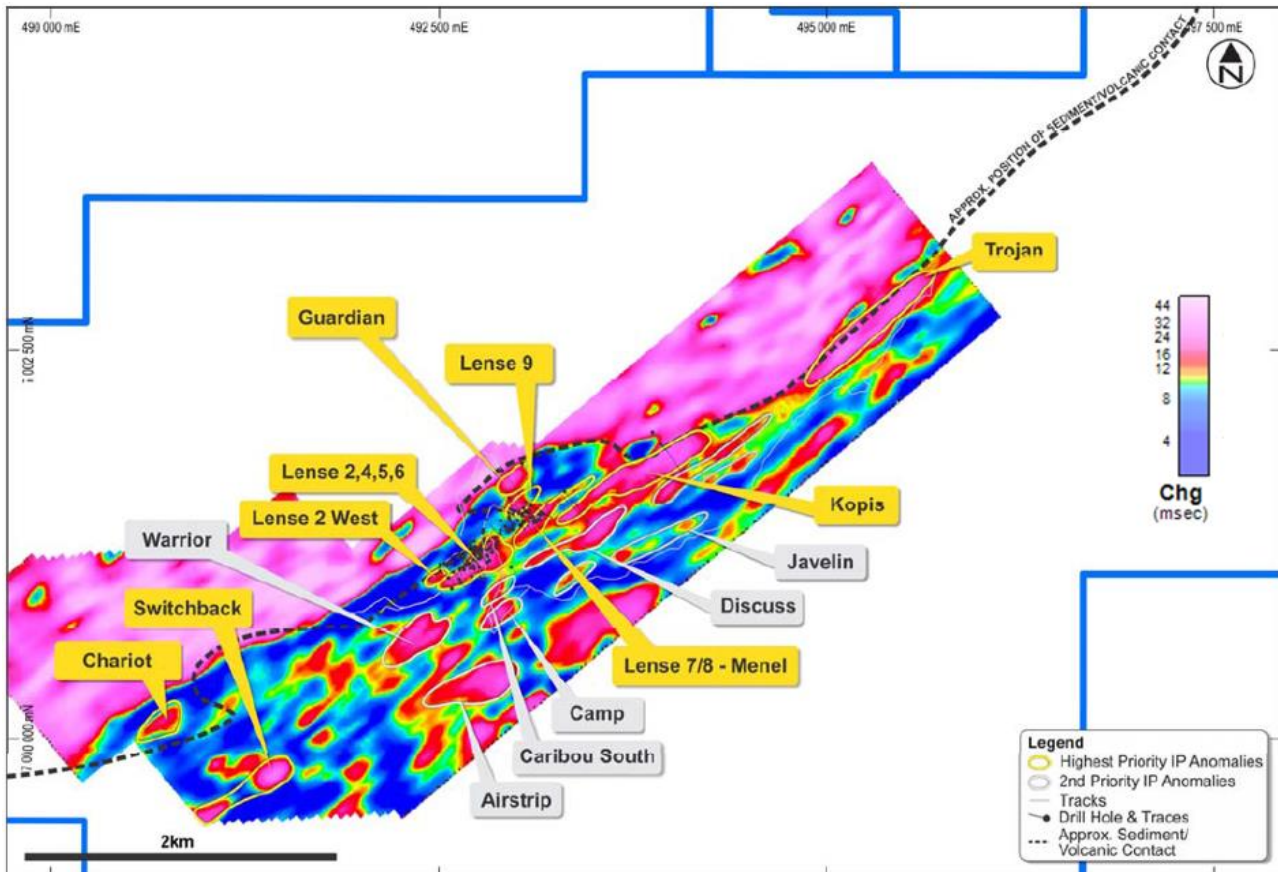 490 000 mE
492 500 mE
495 000 mE
497 500 mE
N
APPROX. POSITION OF SEDIMENT/VOLCANIC CONTACT
Trojan
Guardian
Lense 9
Lense 2,4,5,6
Lense 2 West
Warrior
Switchback
Chariot
Kopis
Javelin
Discuss
Lense 7/8 - Menel
Camp
Caribou South
Airstrip
44
32
24
16
12
8
4
Chg
(msec)
2km
Legend
Highest Priority IP Anomalies
2nd Priority IP Anomalies
Tracks
Drill Hole & Traces
Approx. Sediment/
Volcanic Contact